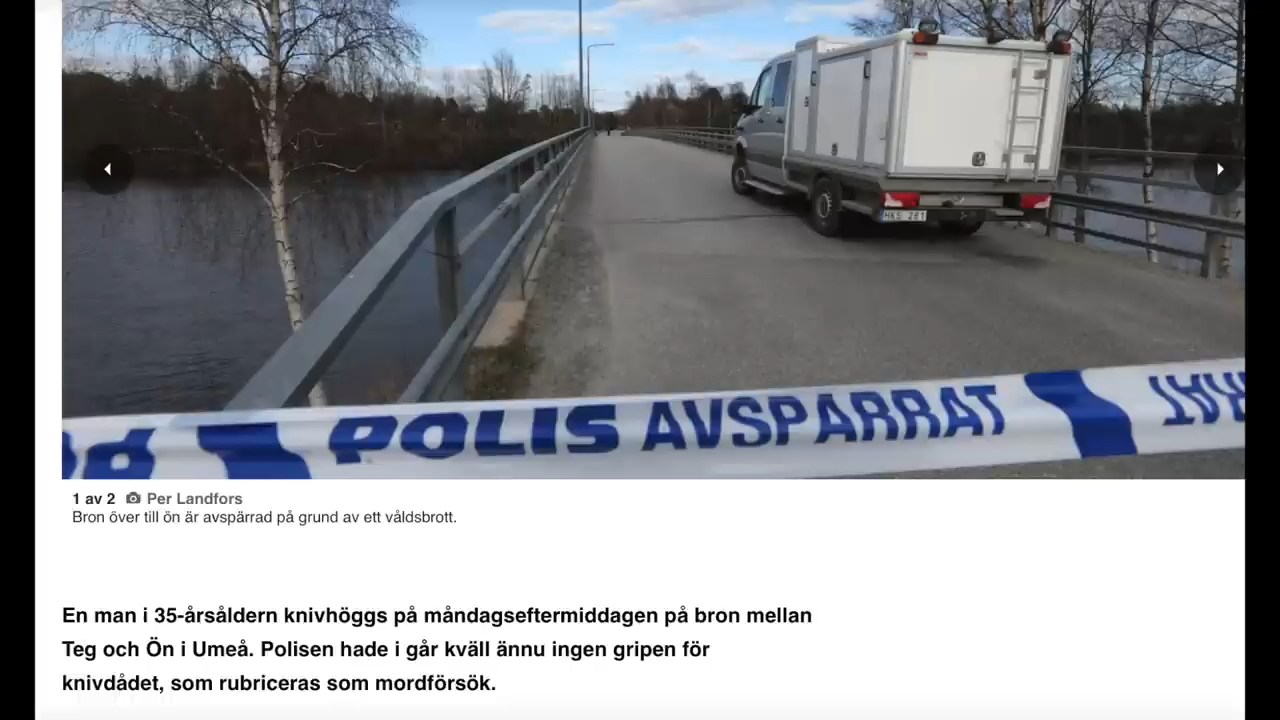 HKS 281
POLIS AVSPÄRRAT
1 av 2 Per Landfors
Bron över till ön är avspärrad på grund av ett våldsbrott.
En man i 35-årsåldern knivhöggs på måndagseftermiddagen på bron mellan
Teg och Ön i Umeå. Polisen hade i går kväll ännu ingen gripen för
knivdådet, som rubriceras som mordförsök.